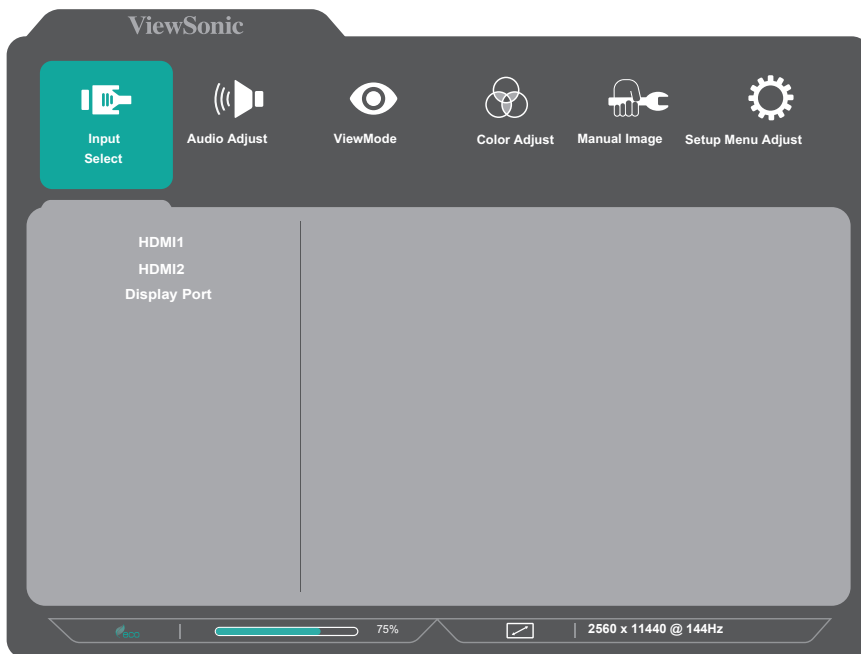 ViewSonic
Input
Select
Audio Adjust
ViewMode
Color Adjust
Manual Image
Setup Menu Adjust
HDMI1
HDMI2
Display Port
eco
75%
2560 x 11440 @ 144Hz